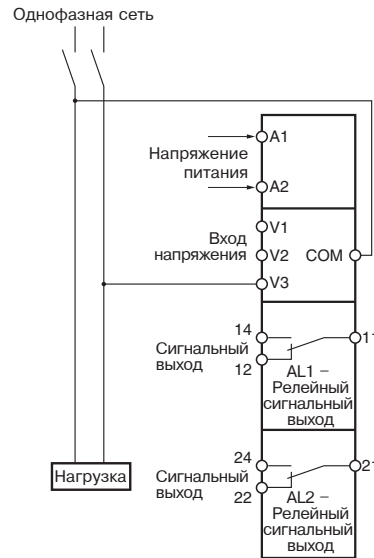 Однофазная сеть
A1
Напряжение
питания
A2
V1
Вход
напряжения
V2
COM
V3
14
11
Сигнальный
выход
12
AL1 –
Релейный
сигнальный
выход
24
Нагрузка
Сигнальный
выход
22
AL2 –
Релейный
сигнальный
выход